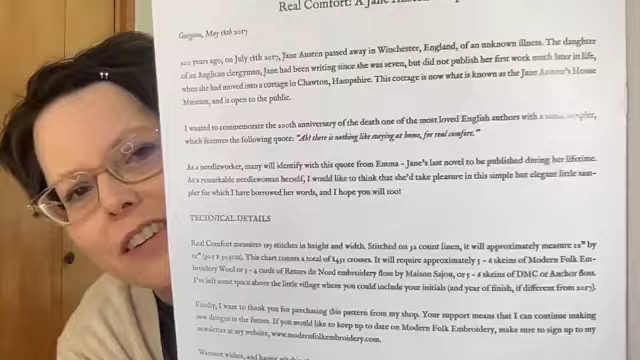 Real Comfort: A Jane
Gorgion, May 18th 2017
200 years ago, on July 18th 2017, Jane Austen passed away in Winchester, England, of an unknown illness. The daughter
of an Anglican clergyman, Jane had been writing since she was seven, but did not publish her first work much later in life,
when she had moved into a cottage in Chawton, Hampshire. This cottage is now what is known as the Jane Austen's House
Museum, and is open to the public.
I wanted to commemorate the 200th anniversary of the death one of the most loved English authors with a sampler,
which features the following quote: "Ah! there is nothing like staying at home, for real comfort."
As a needleworker, many will identify with this quote from Emma – Jane's last novel to be published during her lifetime.
As a remarkable needlewoman herself, I would like to think that she'd take pleasure in this simple but elegant little sam-
pler for which I have borrowed her words, and I hope you will too!
TECHNICAL DETAILS
Real Comfort measures 193 stitches in height and width. Stitched on 32 count linen, it will approximately measure 12" by
12" (30.5 x 30.5cm). This chart counts a total of crosses. It will require approximately 5 - 6 skeins of Modern Folk Em-
broidery Wool or 3 - 4 cards of Retors du Nord embroidery floss by Maison Sajou, or 5 - 6 skeins of DMC or Anchor floss.
I've left some space above the little village where you could include your initials (and year of finish, if different from 2017).
Finally, I want to thank you for purchasing this pattern from my shop. Your support means that I can continue making
new designs in the future. If you would like to keep up to date on Modern Folk Embroidery, make sure to sign up to my
newsletter at my website, www.modernfolkembroidery.com.
Warmest wishes, and happy